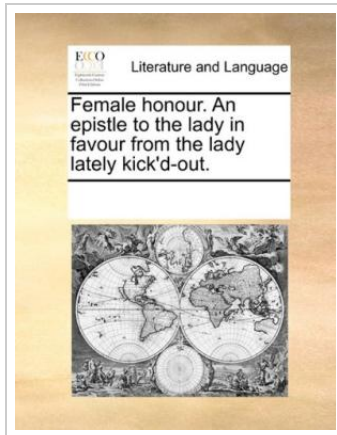 ECCO
Literature and Language
Female honour. An
epistle to the lady in
favour from the lady
lately kick'd-out.